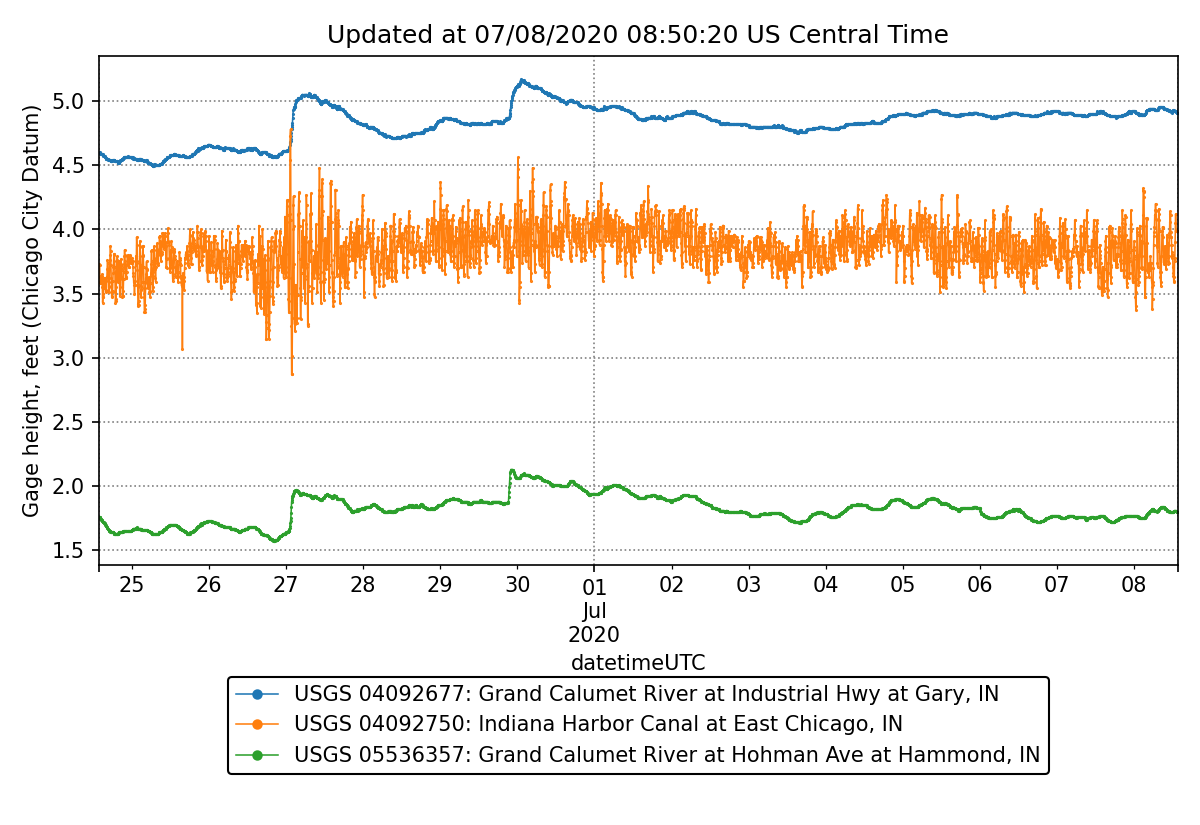 Updated at 07/08/2020 08:50:20 US Central Time
Gage height, feet (Chicago City Datum)
5.0
4.5
4.0
3.5
3.0
2.5
2.0
1.5
25 26 27 28 29 30 01 02 03 04 05 06 07 08
Jul
2020
datetimeUTC
USGS 04092677: Grand Calumet River at Industrial Hwy at Gary, IN
USGS 04092750: Indiana Harbor Canal at East Chicago, IN
USGS 05536357: Grand Calumet River at Hohman Ave at Hammond, IN